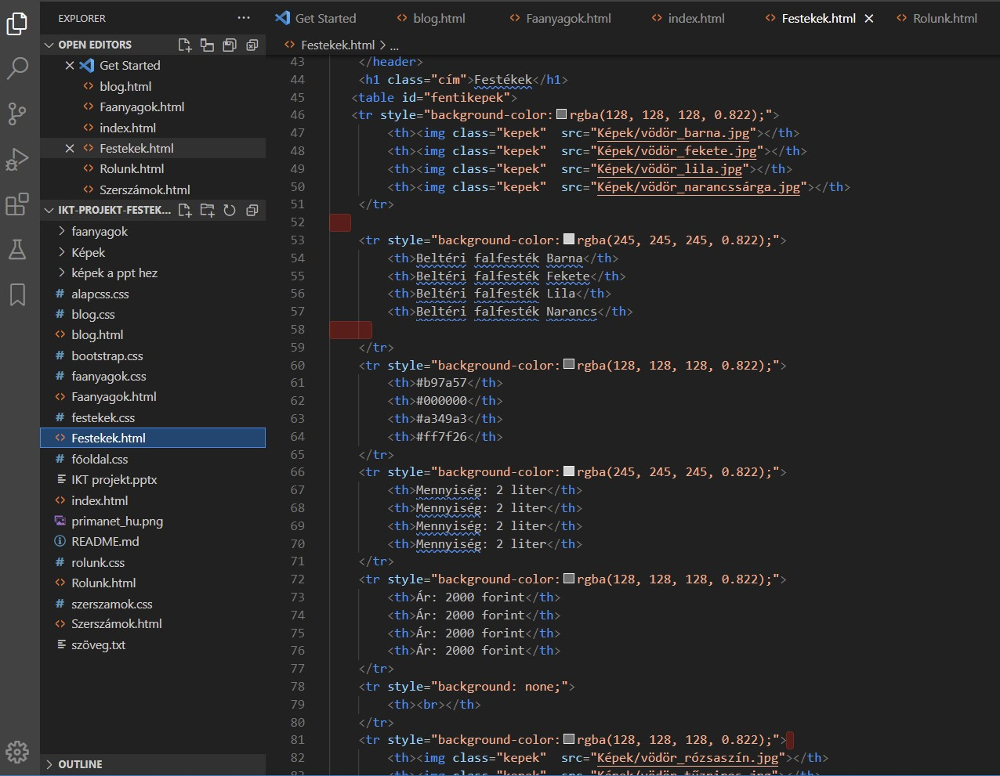 EXPLORER
OPEN EDITORS
Get Started
blog.html
Faanyagok.html
index.html
Festekek.html
Rolunk.html
Szerszámok.html
IKT-PROJEKT-FESTEK...
faanyagok
Képek
képek a ppt hez
alapcss.css
blog.css
blog.html
bootstrap.css
faanyagok.css
Faanyagok.html
festekek.css
Festekek.html
főoldal.css
IKT projekt.pptx
index.html
primanet_hu.png
README.md
rolunk.css
Rolunk.html
szerszamok.css
Szerszámok.html
szöveg.txt
OUTLINE
Get Started blog.html Faanyagok.html index.html Festekek.html Rolunk.html
Festekek.html > ...
43 </header>
44 <h1 class="cím">Festékek</h1>
45 <table id="fentikepek">
46 <tr style="background-color: rgba(128, 128, 128, 0.822);">
47 <th><img class="kepek"  src="Képek/vödör_barna.jpg"></th>
48 <th><img class="kepek"  src="Képek/vödör_fekete.jpg"></th>
49 <th><img class="kepek"  src="Képek/vödör_lila.jpg"></th>
50 <th><img class="kepek"  src="Képek/vödör_narancssárga.jpg"></th>
51 </tr>
52
53 <tr style="background-color: rgba(245, 245, 245, 0.822);">
54 <th>Beltéri falfesték Barna</th>
55 <th>Beltéri falfesték Fekete</th>
56 <th>Beltéri falfesték Lila</th>
57 <th>Beltéri falfesték Narancs</th>
58
59 </tr>
60 <tr style="background-color: rgba(128, 128, 128, 0.822);">
61 <th>#b97a57</th>
62 <th>#000000</th>
63 <th>#a349a3</th>
64 <th>#ff7f26</th>
65 </tr>
66 <tr style="background-color: rgba(245, 245, 245, 0.822);">
67 <th>Mennyiség: 2 liter</th>
68 <th>Mennyiség: 2 liter</th>
69 <th>Mennyiség: 2 liter</th>
70 <th>Mennyiség: 2 liter</th>
71 </tr>
72 <tr style="background-color: rgba(128, 128, 128, 0.822);">
73 <th>Ár: 2000 forint</th>
74 <th>Ár: 2000 forint</th>
75 <th>Ár: 2000 forint</th>
76 <th>Ár: 2000 forint</th>
77 </tr>
78 <tr style="background: none;">
79 <th><br></th>
80 </tr>
81 <tr style="background-color: rgba(128, 128, 128, 0.822);">
82 <th><img class="kepek"  src="Képek/vödör_rózsaszín.jpg"></th>
83 <th><img class="kepek"  src="Képek/vödör_tűzpiros.jpg"></th>